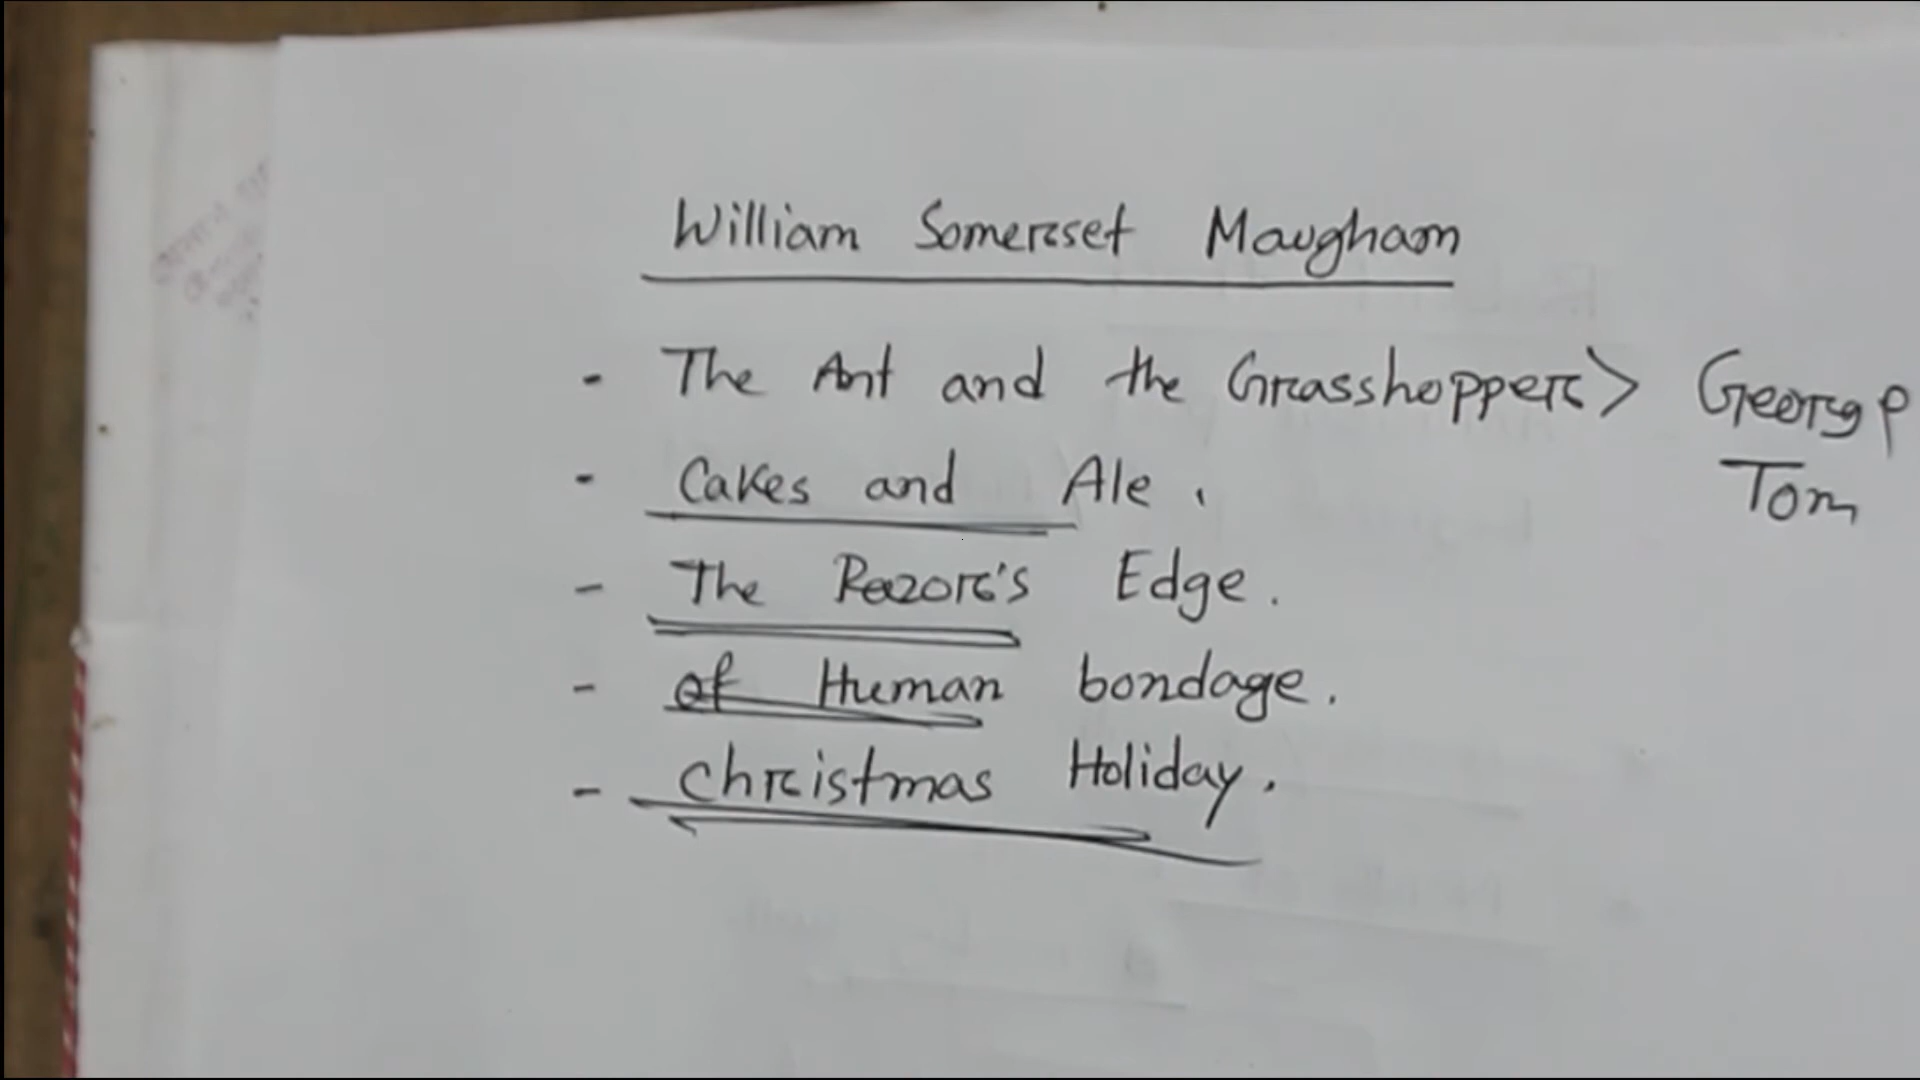 William Somerset Maugham
- The Ant and the Grasshopper > George
Tom
- Cakes and Ale.
- The Razor's Edge.
- of Human bondage.
- Christmas Holiday.